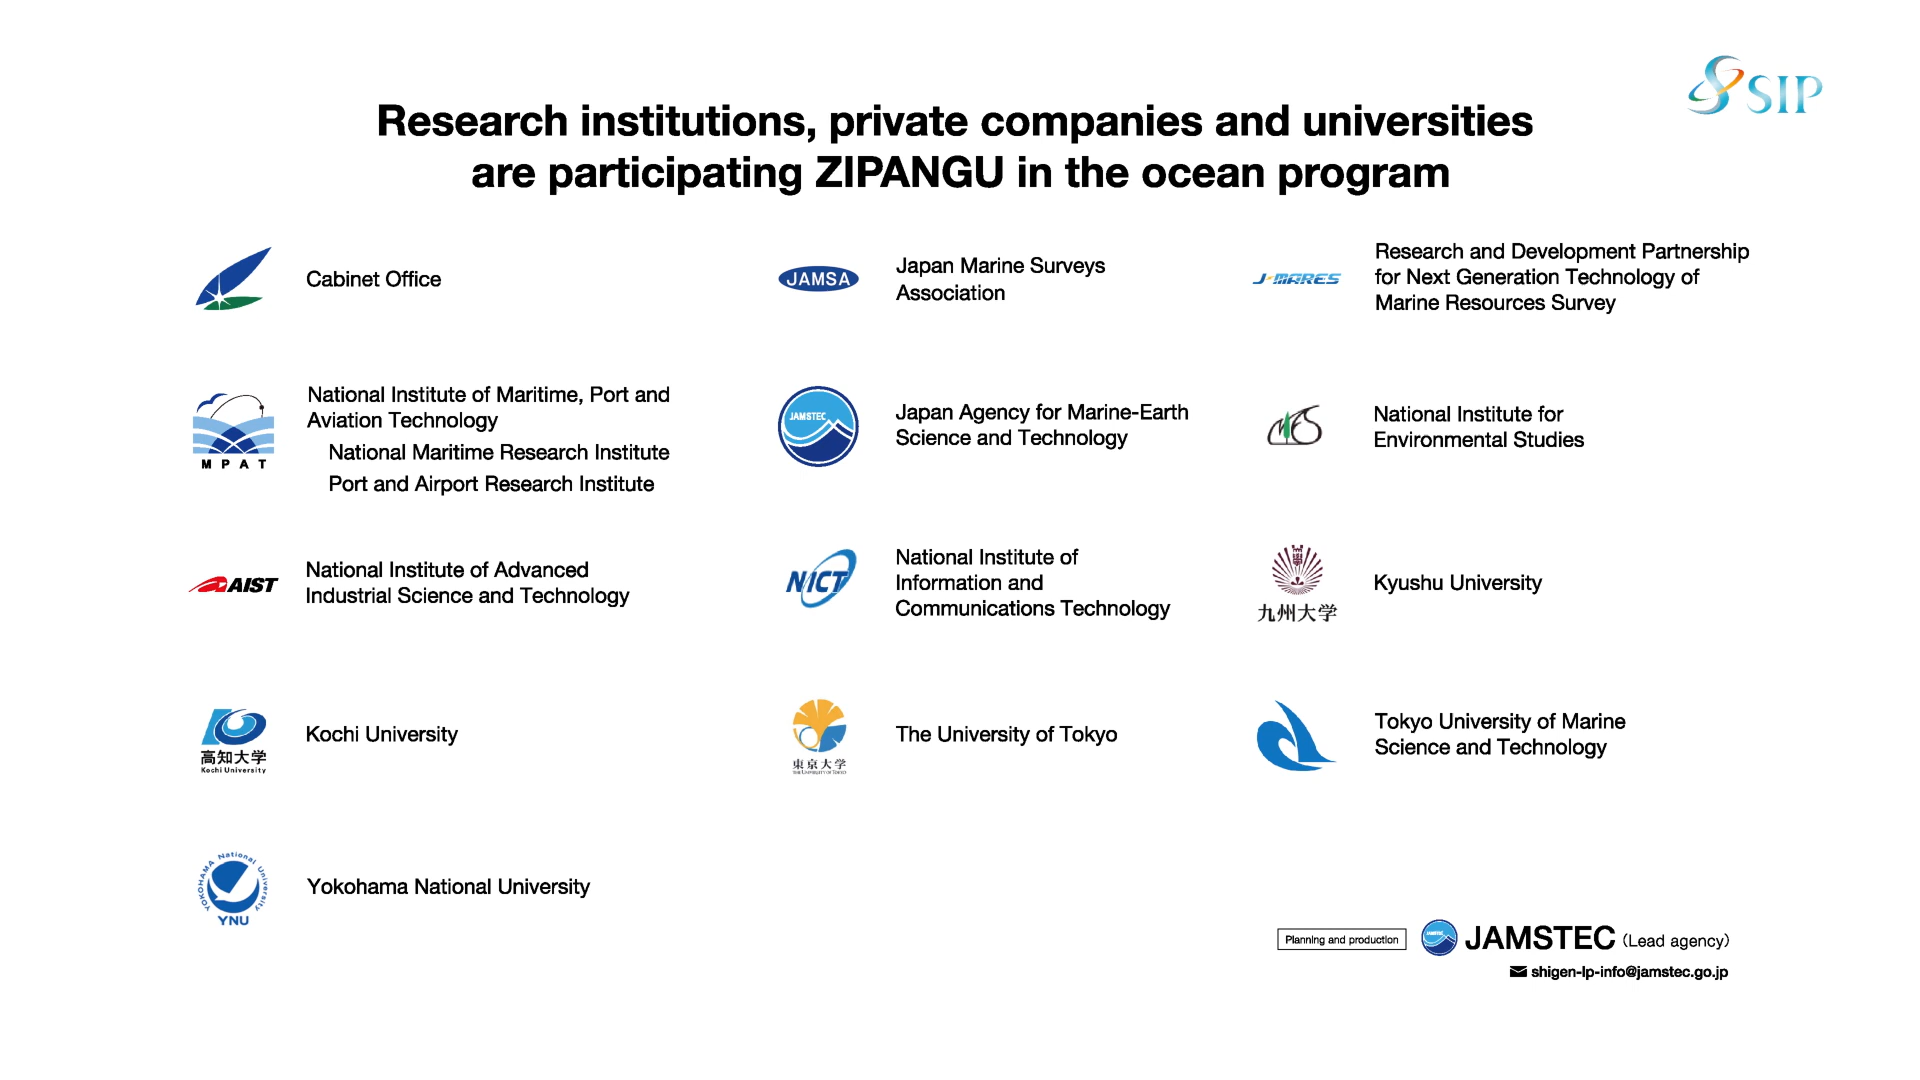 SIP
Research institutions, private companies and universities
are participating ZIPANGU in the ocean program
Cabinet Office
JAMSA
Japan Marine Surveys
Association
J-MARES
Research and Development Partnership
for Next Generation Technology of
Marine Resources Survey
MPAT
National Institute of Maritime, Port and
Aviation Technology
National Maritime Research Institute
Port and Airport Research Institute
JAMSTEC
Japan Agency for Marine-Earth
Science and Technology
NIES
National Institute for
Environmental Studies
AIST
National Institute of Advanced
Industrial Science and Technology
NICT
National Institute of
Information and
Communications Technology
九州大学
Kyushu University
高知大学
Kochi University
Kochi University
東京大学
THE UNIVERSITY OF TOKYO
The University of Tokyo
Tokyo University of Marine
Science and Technology
YOKOHAMA National University
YNU
Yokohama National University
Planning and production
JAMSTEC
JAMSTEC (Lead agency)
shigen-lp-info@jamstec.go.jp